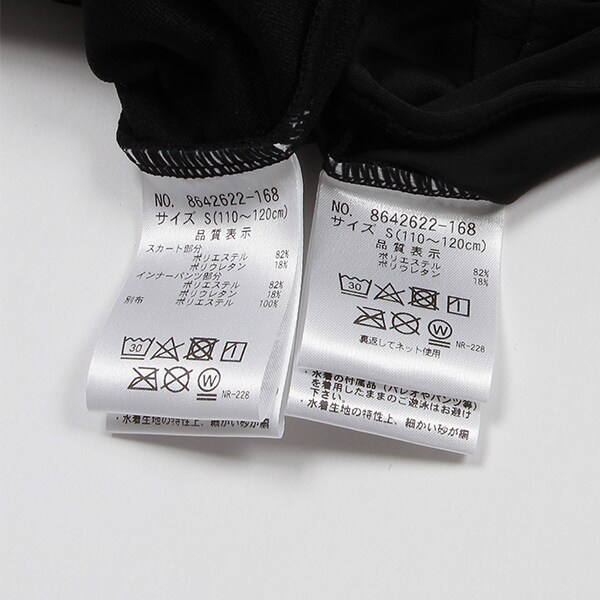 NO. 8642622-168
サイズ S(110～120cm)
品質表示
スカート部分
ポリエステル 82%
ポリウレタン 18%
インナーパンツ部分
ポリエステル 82%
ポリウレタン 18%
別布 ポリエステル 100%
30
W
NR-228
・水着生地の特性上、細かい砂が
NO. 8642622-168
サイズ S(110～120cm)
品質表示
ポリエステル 82%
ポリウレタン 18%
30
W
裏返してネット使用 NR-228
・水着の付属品(パレオやパンツ等)
を着用したままのご遊泳はお避け
下さい。
・水着生地の特性上、細かい砂が